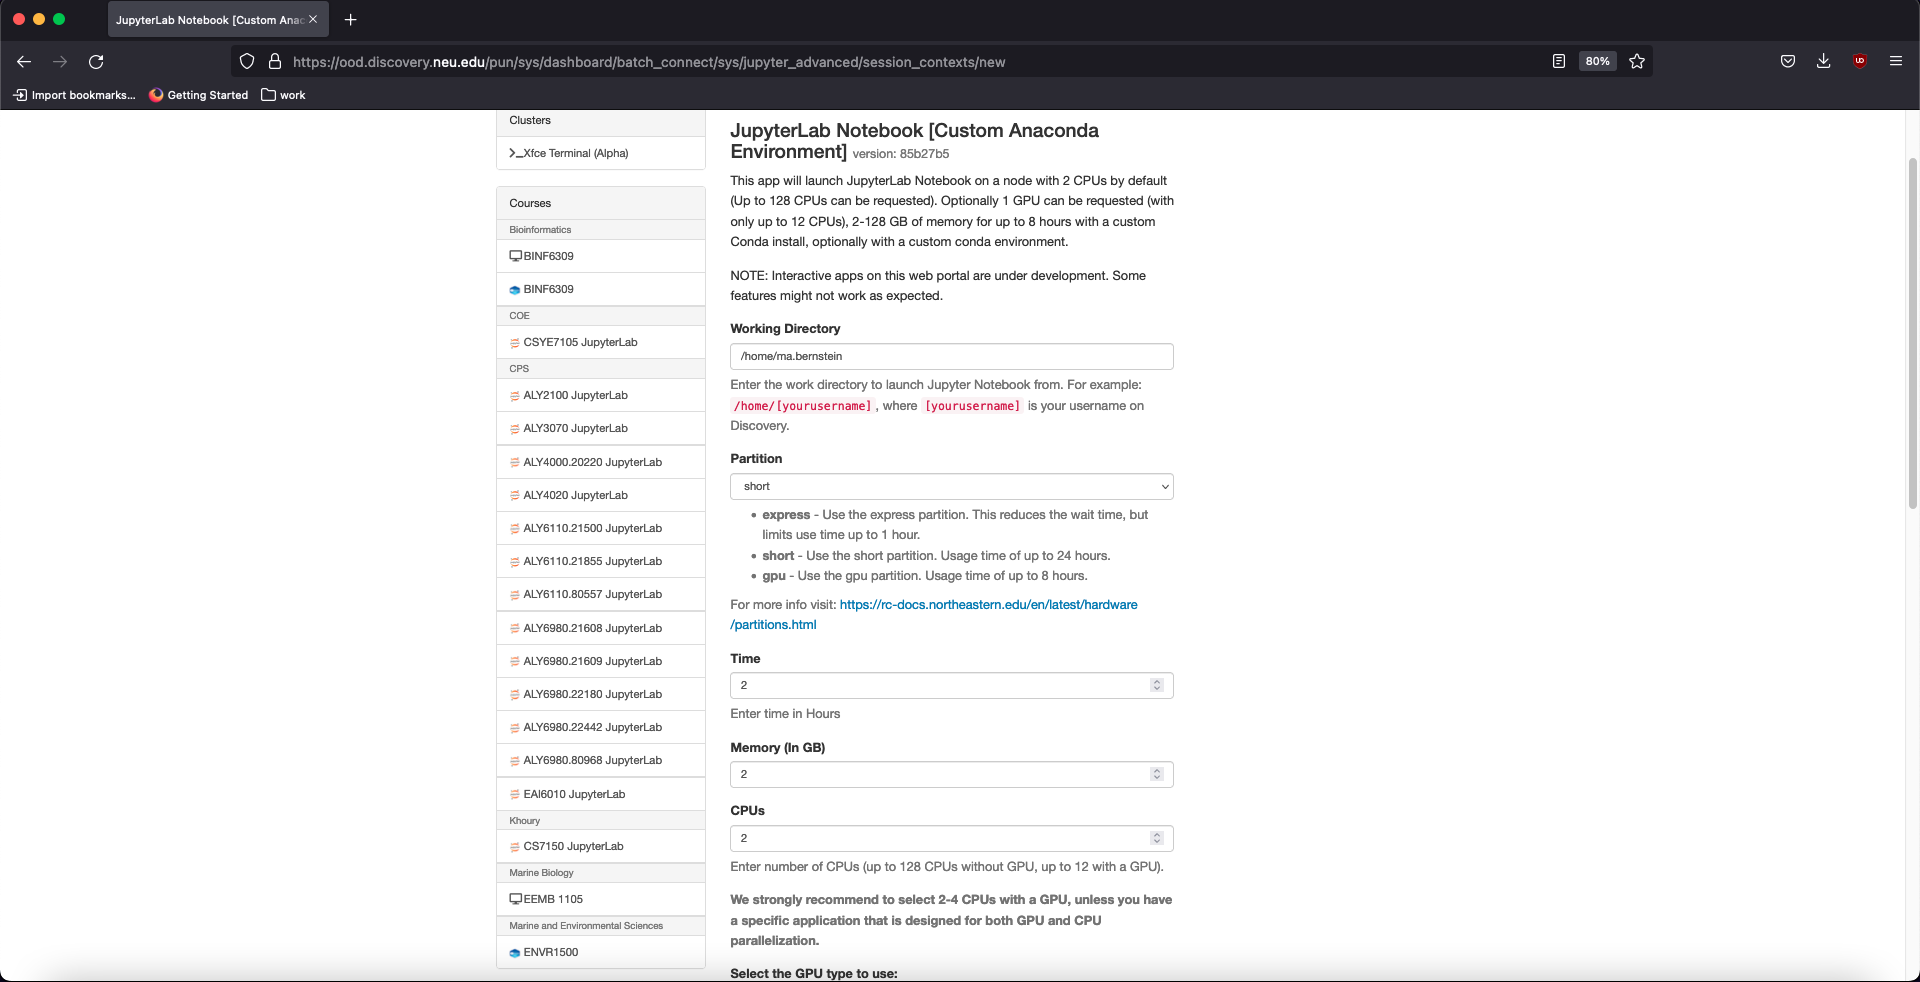 JupyterLab Notebook [Custom Anac
https://ood.discovery.neu.edu/pun/sys/dashboard/batch_connect/sys/jupyter_advanced/session_contexts/new
80%
Import bookmarks...
Getting Started
work
Clusters
Xfce Terminal (Alpha)
Courses
Bioinformatics
BINF6309
BINF6309
COE
CSYE7105 JupyterLab
CPS
ALY2100 JupyterLab
ALY3070 JupyterLab
ALY4000.20220 JupyterLab
ALY4020 JupyterLab
ALY6110.21500 JupyterLab
ALY6110.21855 JupyterLab
ALY6110.80557 JupyterLab
ALY6980.21608 JupyterLab
ALY6980.21609 JupyterLab
ALY6980.22180 JupyterLab
ALY6980.22442 JupyterLab
ALY6980.80968 JupyterLab
EAI6010 JupyterLab
Khoury
CS7150 JupyterLab
Marine Biology
EEMB 1105
Marine and Environmental Sciences
ENVR1500
JupyterLab Notebook [Custom Anaconda
Environment] version: 85b27b5
This app will launch JupyterLab Notebook on a node with 2 CPUs by default
(Up to 128 CPUs can be requested). Optionally 1 GPU can be requested (with
only up to 12 CPUs), 2-128 GB of memory for up to 8 hours with a custom
Conda install, optionally with a custom conda environment.
NOTE: Interactive apps on this web portal are under development. Some
features might not work as expected.
Working Directory
/home/ma.bernstein
Enter the work directory to launch Jupyter Notebook from. For example:
/home/[yourusername] , where [yourusername] is your username on
Discovery.
Partition
short
• express - Use the express partition. This reduces the wait time, but
limits use time up to 1 hour.
• short - Use the short partition. Usage time of up to 24 hours.
• gpu - Use the gpu partition. Usage time of up to 8 hours.
For more info visit: https://rc-docs.northeastern.edu/en/latest/hardware
/partitions.html
Time
2
Enter time in Hours
Memory (In GB)
2
CPUs
2
Enter number of CPUs (up to 128 CPUs without GPU, up to 12 with a GPU).
We strongly recommend to select 2-4 CPUs with a GPU, unless you have
a specific application that is designed for both GPU and CPU
parallelization.
Select the GPU type to use: